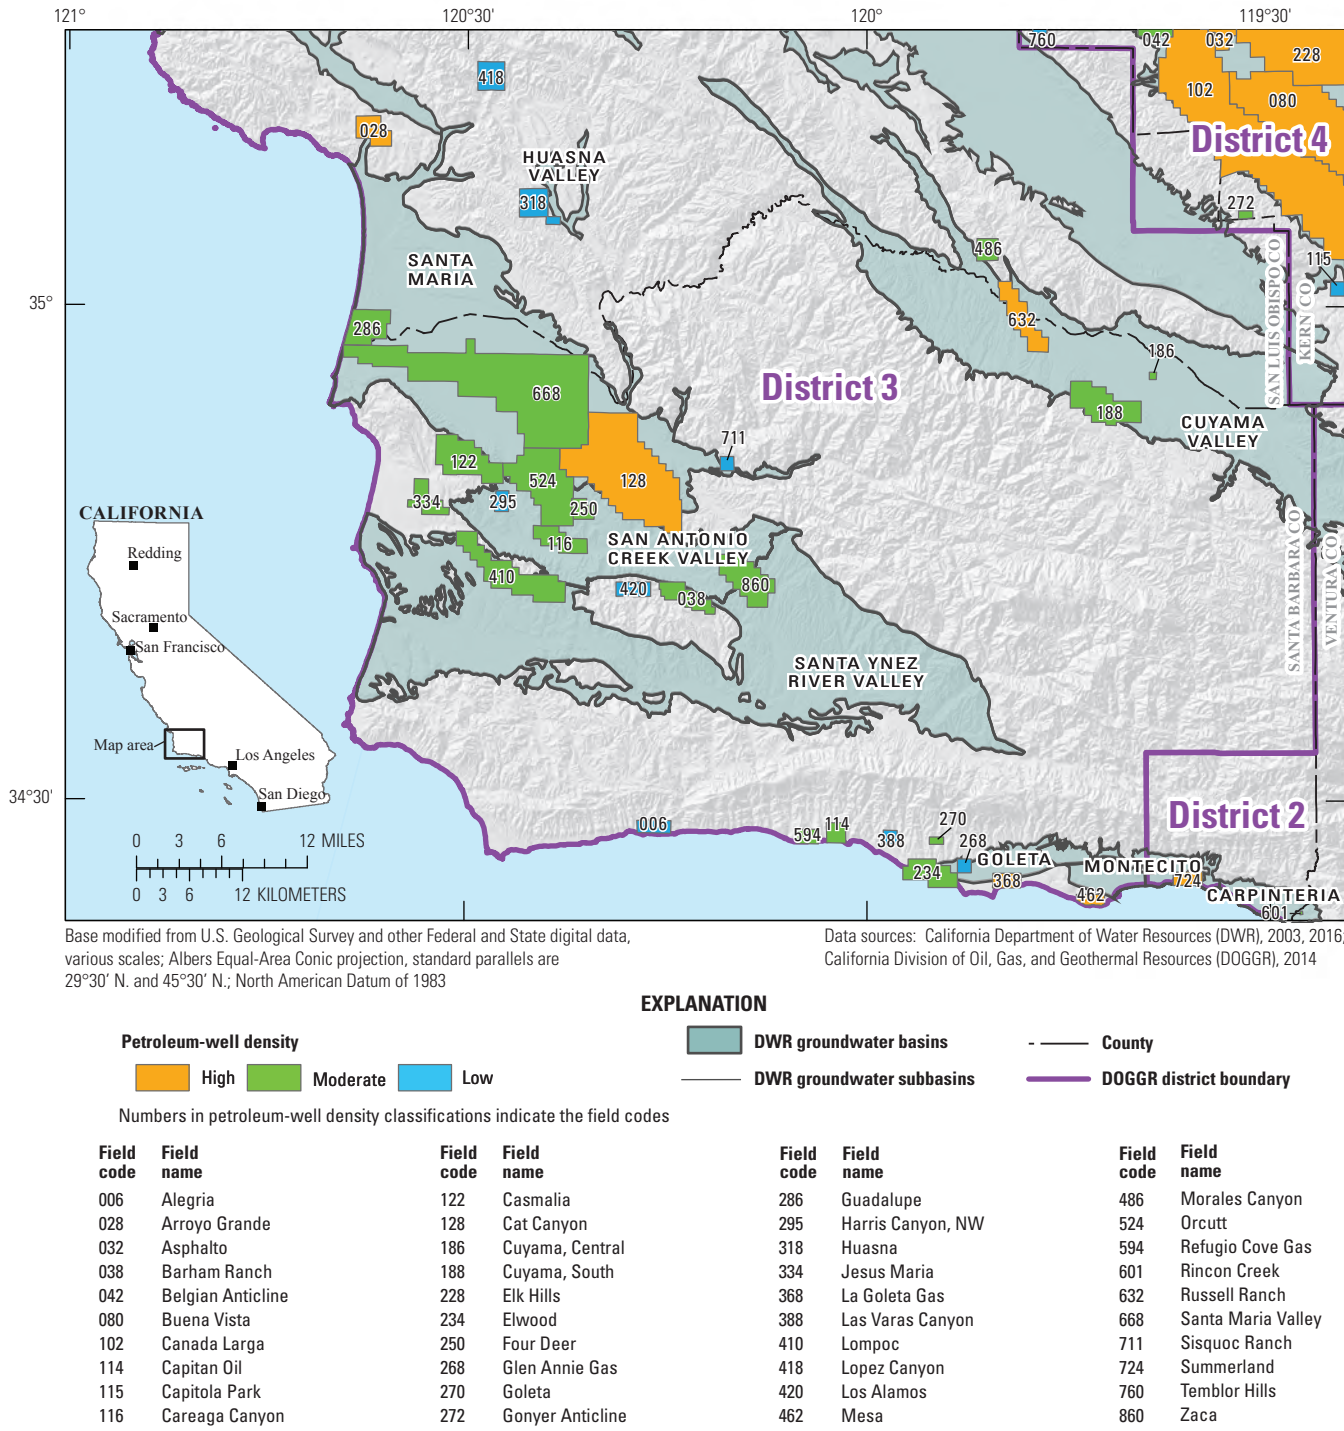 121°
120°30'
120°
119°30'
760
042
032
228
418
102
080
028
District 4
HUASNA
VALLEY
318
272
486
SANTA
MARIA
115
35°
SAN LUIS OBISPO CO
KERN CO
286
632
186
668
District 3
188
CUYAMA
VALLEY
711
122
524
128
334
295
250
CALIFORNIA
Redding
116
SAN ANTONIO
CREEK VALLEY
SANTA BARBARA CO
VENTURA CO
410
420
038
860
Sacramento
San Francisco
SANTA YNEZ
RIVER VALLEY
Map area
Los Angeles
San Diego
34°30'
District 2
0 3 6 12 MILES
0 3 6 12 KILOMETERS
006
594
114
388
270
268
GOLETA
234
368
MONTECITO
724
462
CARPINTERIA
601
Base modified from U.S. Geological Survey and other Federal and State digital data,
various scales; Albers Equal-Area Conic projection, standard parallels are
29°30' N. and 45°30' N.; North American Datum of 1983
Data sources: California Department of Water Resources (DWR), 2003, 2016;
California Division of Oil, Gas, and Geothermal Resources (DOGGR), 2014
EXPLANATION
Petroleum-well density
High Moderate Low
DWR groundwater basins
DWR groundwater subbasins
County
DOGGR district boundary
Numbers in petroleum-well density classifications indicate the field codes
Field code Field name
006 Alegria
028 Arroyo Grande
032 Asphalto
038 Barham Ranch
042 Belgian Anticline
080 Buena Vista
102 Canada Larga
114 Capitan Oil
115 Capitola Park
116 Careaga Canyon
Field code Field name
122 Casmalia
128 Cat Canyon
186 Cuyama, Central
188 Cuyama, South
228 Elk Hills
234 Elwood
250 Four Deer
268 Glen Annie Gas
270 Goleta
272 Gonyer Anticline
Field code Field name
286 Guadalupe
295 Harris Canyon, NW
318 Huasna
334 Jesus Maria
368 La Goleta Gas
388 Las Varas Canyon
410 Lompoc
418 Lopez Canyon
420 Los Alamos
462 Mesa
Field code Field name
486 Morales Canyon
524 Orcutt
594 Refugio Cove Gas
601 Rincon Creek
632 Russell Ranch
668 Santa Maria Valley
711 Sisquoc Ranch
724 Summerland
760 Temblor Hills
860 Zaca